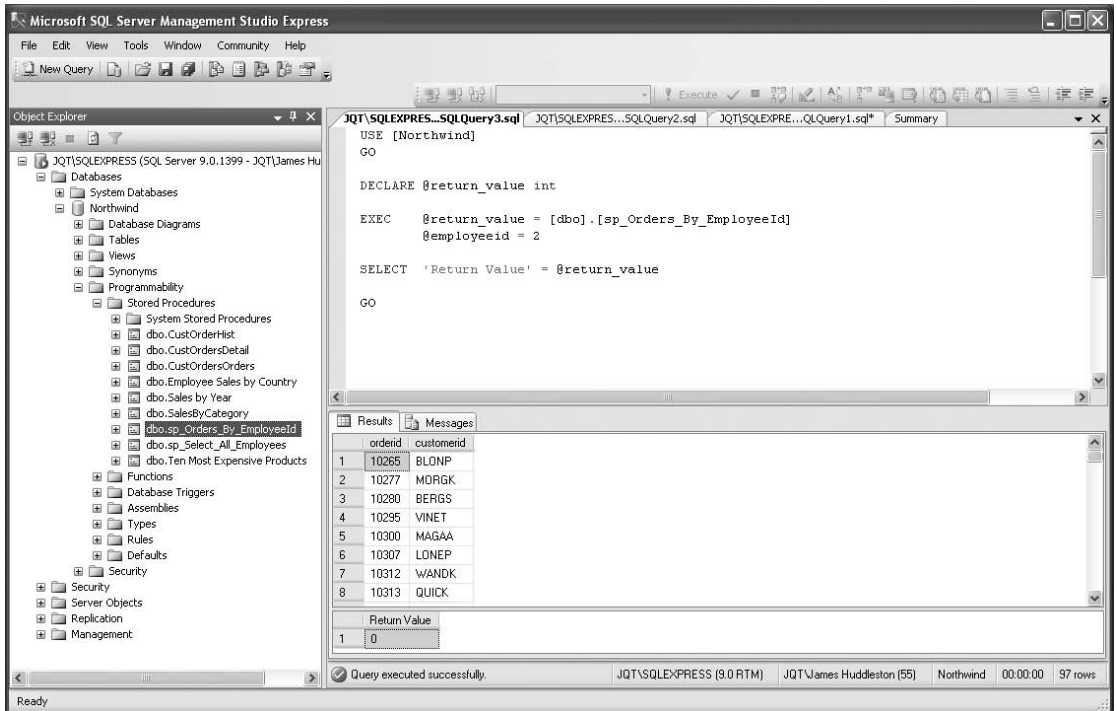 Microsoft SQL Server Management Studio Express
File Edit View Tools Window Community Help
New Query
Execute
Object Explorer
JQT\SQLEXPRESS (SQL Server 9.0.1399 - JQT\James Hu
Databases
System Databases
Northwind
Database Diagrams
Tables
Views
Synonyms
Programmability
Stored Procedures
System Stored Procedures
dbo.CustOrderHist
dbo.CustOrdersDetail
dbo.CustOrdersOrders
dbo.Employee Sales by Country
dbo.Sales by Year
dbo.SalesByCategory
dbo.sp_Orders_By_EmployeeId
dbo.sp_Select_All_Employees
dbo.Ten Most Expensive Products
Functions
Database Triggers
Assemblies
Types
Rules
Defaults
Security
Security
Server Objects
Replication
Management
JQT\SQLEXPRES...SQLQuery3.sql JQT\SQLEXPRES...SQLQuery2.sql JQT\SQLEXPRE...QLQuery1.sql* Summary
USE [Northwind]
GO
DECLARE @return_value int
EXEC @return_value = [dbo].[sp_Orders_By_EmployeeId]
@employeeid = 2
SELECT 'Return Value' = @return_value
GO
Results Messages
orderid customerid
1 10265 BLONP
2 10277 MORGK
3 10280 BERGS
4 10295 VINET
5 10300 MAGAA
6 10307 LONEP
7 10312 WANDK
8 10313 QUICK
Return Value
1 0
Query executed successfully. JQT\SQLEXPRESS (9.0 RTM) JQT\James Huddleston (55) Northwind 00:00:00 97 rows
Ready